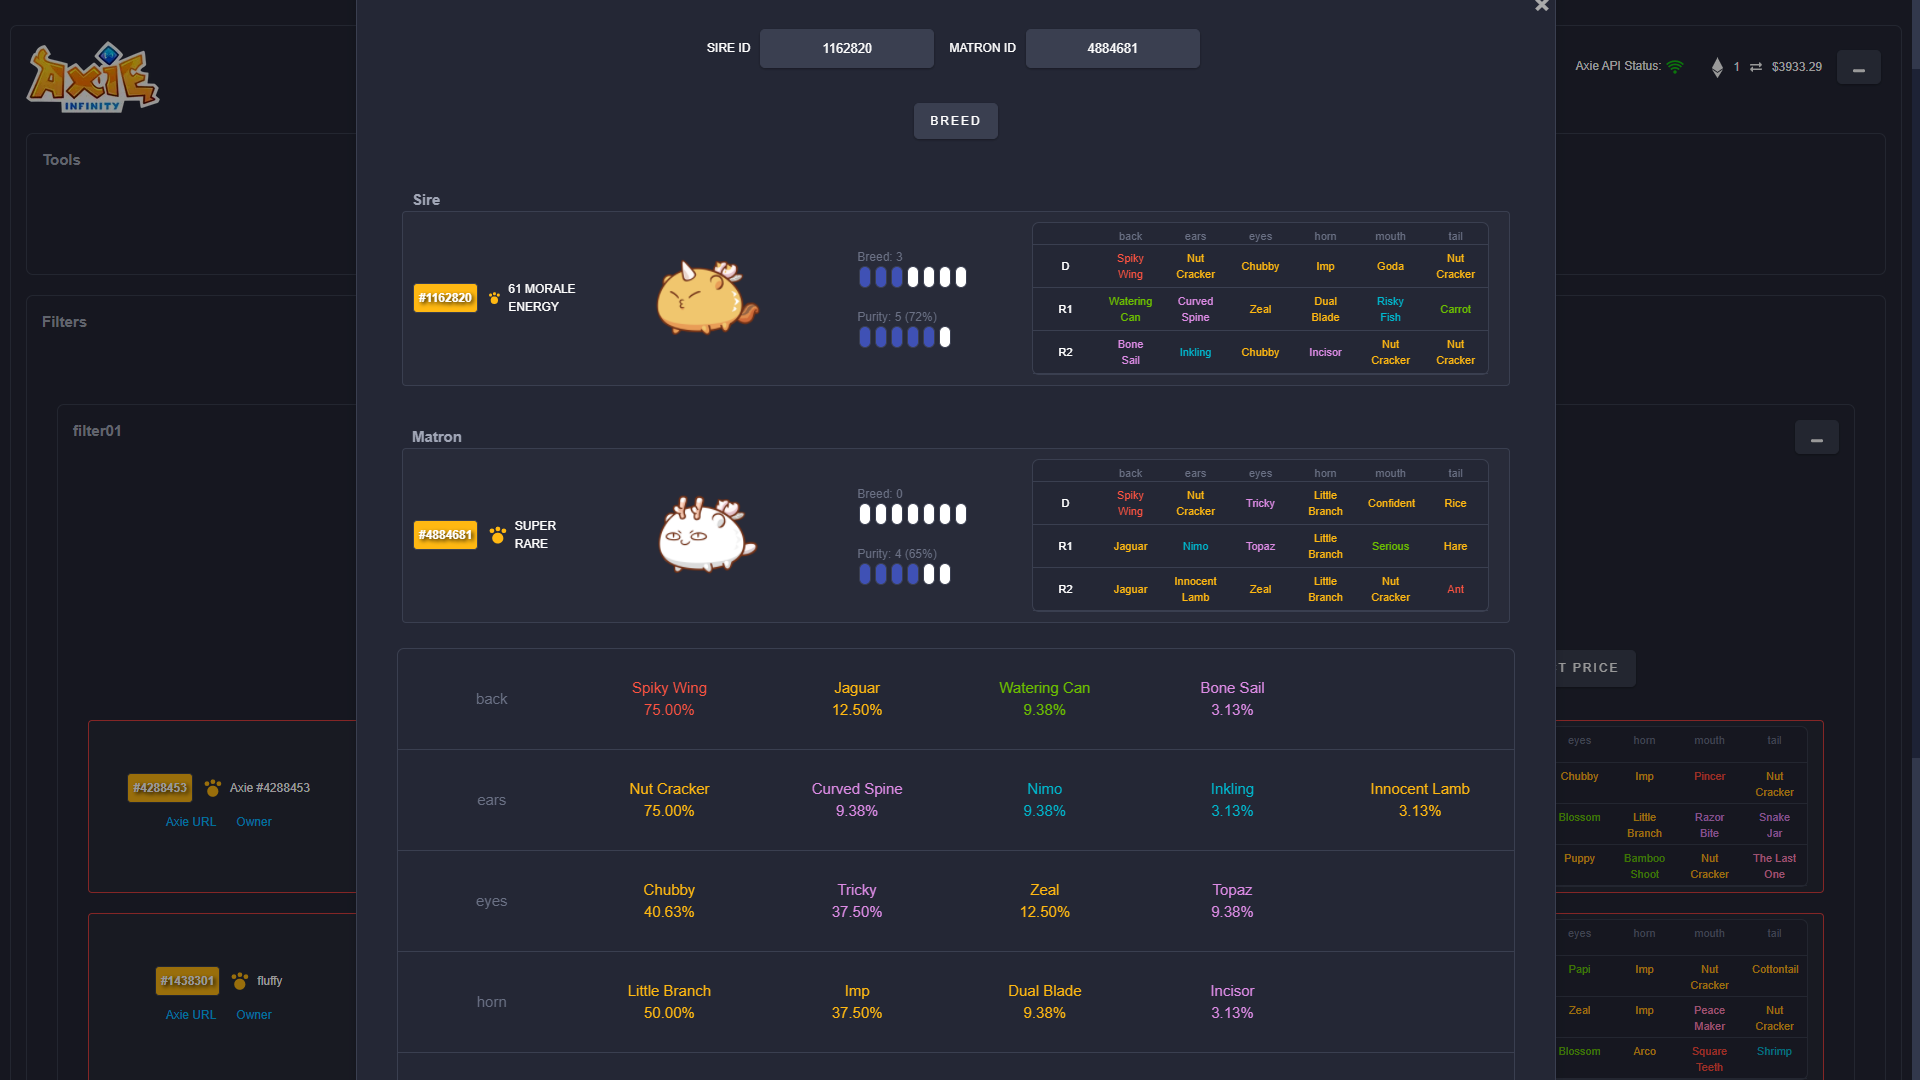 ×
SIRE ID 1162820 MATRON ID 4884681
AXIE
INFINITY
Axie API Status: 1 ⇄ $3933.29
BREED
Tools
Sire
back ears eyes horn mouth tail
D Spiky Wing Nut Cracker Chubby Imp Goda Nut Cracker
R1 Watering Can Curved Spine Zeal Dual Blade Risky Fish Carrot
R2 Bone Sail Inkling Chubby Incisor Nut Cracker Nut Cracker
#1162820 61 MORALE ENERGY
Breed: 3
Purity: 5 (72%)
Filters
filter01
Matron
back ears eyes horn mouth tail
D Spiky Wing Nut Cracker Tricky Little Branch Confident Rice
R1 Jaguar Nimo Topaz Little Branch Serious Hare
R2 Jaguar Innocent Lamb Zeal Little Branch Nut Cracker Ant
#4884681 SUPER RARE
Breed: 0
Purity: 4 (65%)
T PRICE
back
Spiky Wing Jaguar Watering Can Bone Sail
75.00% 12.50% 9.38% 3.13%
ears
Nut Cracker Curved Spine Nimo Inkling Innocent Lamb
75.00% 9.38% 9.38% 3.13% 3.13%
eyes
Chubby Tricky Zeal Topaz
40.63% 37.50% 12.50% 9.38%
horn
Little Branch Imp Dual Blade Incisor
50.00% 37.50% 9.38% 3.13%
#4288453 Axie #4288453
Axie URL Owner
eyes horn mouth tail
Chubby Imp Pincer Nut Cracker
Blossom Little Branch Razor Bite Snake Jar
Puppy Bamboo Shoot Nut Cracker The Last One
#1438301 fluffy
Axie URL Owner
eyes horn mouth tail
Papi Imp Nut Cracker Cottontail
Zeal Imp Peace Maker Nut Cracker
Blossom Arco Square Teeth Shrimp